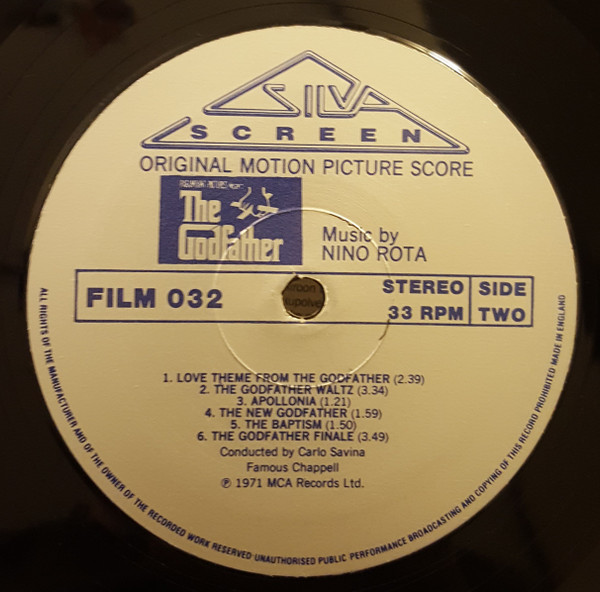 SILVA
SCREEN
ORIGINAL MOTION PICTURE SCORE
The
Godfather
Music by
NINO ROTA
FILM 032
STEREO
33 RPM
SIDE
TWO
1. LOVE THEME FROM THE GODFATHER (2.39)
2. THE GODFATHER WALTZ (3.34)
3. APOLLONIA (1.21)
4. THE NEW GODFATHER (1.59)
5. THE BAPTISM (1.50)
6. THE GODFATHER FINALE (3.49)
Conducted by Carlo Savina
Famous Chappell
℗ 1971 MCA Records Ltd.
ALL RIGHTS OF THE MANUFACTURER AND OF THE OWNER OF THE RECORDED WORK RESERVED UNAUTHORISED PUBLIC PERFORMANCE BROADCASTING AND COPYING OF THIS RECORD PROHIBITED MADE IN ENGLAND